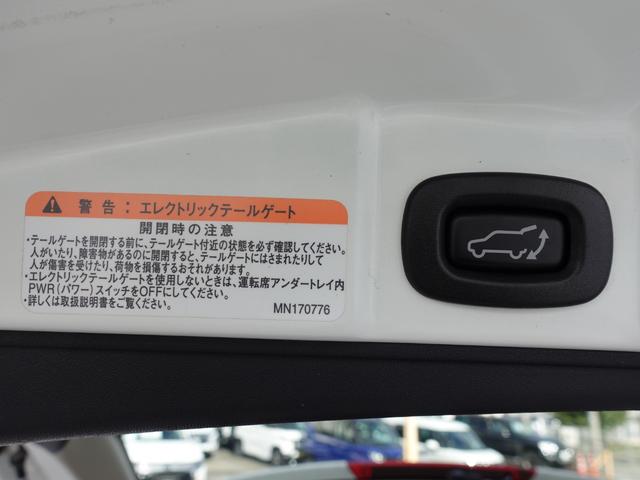 警告：エレクトリックテールゲート
開閉時の注意
・テールゲートを開閉する前に、テールゲート付近の状態を必ず確認してください。
人がいたり、障害物があるのに開閉すると、テールゲートにはさまれたりして
人が傷害を受けたり、荷物を損傷するおそれがあります。
・エレクトリックテールゲートを使用しないときは、運転席アンダートレイ内
PWR(パワー)スイッチをOFFにしてください。
・詳しくは取扱説明書をご覧ください。
MN170776